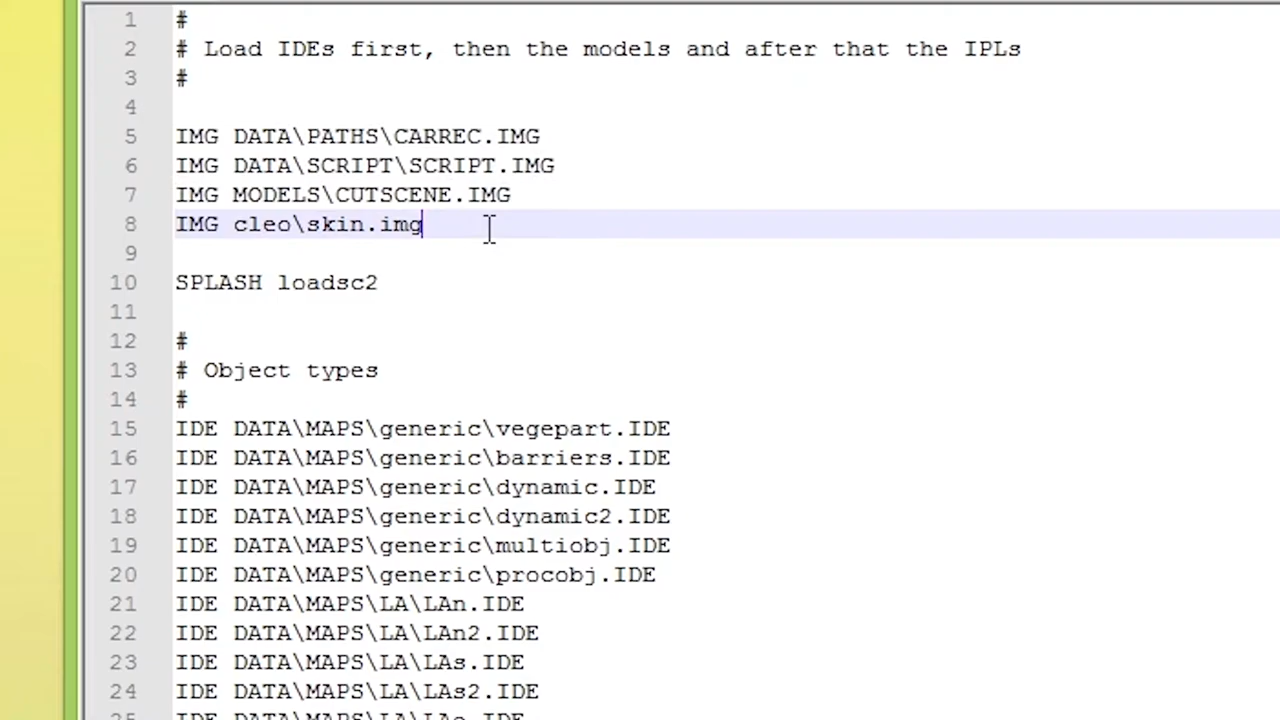 1 #
2 # Load IDEs first, then the models and after that the IPLs
3 #
4
5 IMG DATA\PATHS\CARREC.IMG
6 IMG DATA\SCRIPT\SCRIPT.IMG
7 IMG MODELS\CUTSCENE.IMG
8 IMG cleo\skin.img
9
10 SPLASH loadsc2
11
12 #
13 # Object types
14 #
15 IDE DATA\MAPS\generic\vegepart.IDE
16 IDE DATA\MAPS\generic\barriers.IDE
17 IDE DATA\MAPS\generic\dynamic.IDE
18 IDE DATA\MAPS\generic\dynamic2.IDE
19 IDE DATA\MAPS\generic\multiobj.IDE
20 IDE DATA\MAPS\generic\procobj.IDE
21 IDE DATA\MAPS\LA\LAn.IDE
22 IDE DATA\MAPS\LA\LAn2.IDE
23 IDE DATA\MAPS\LA\LAs.IDE
24 IDE DATA\MAPS\LA\LAs2.IDE